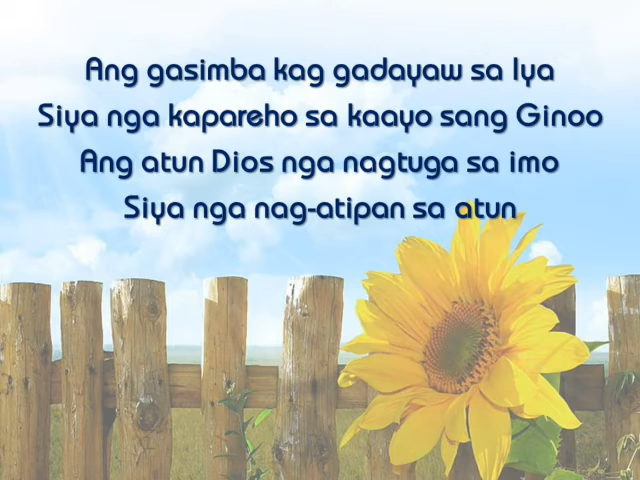 Ang gasimba kag gadayaw sa Iya
Siya nga kapareho sa kaayo sang Ginoo
Ang atun Dios nga nagtuga sa imo
Siya nga nag-atipan sa atun